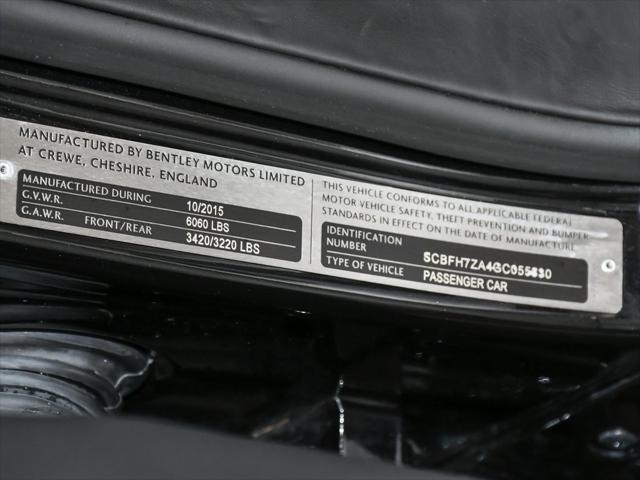 MANUFACTURED BY BENTLEY MOTORS LIMITED
AT CREWE, CHESHIRE, ENGLAND
MANUFACTURED DURING 10/2015
G.V.W.R. 6060 LBS
G.A.W.R. FRONT/REAR 3420/3220 LBS
THIS VEHICLE CONFORMS TO ALL APPLICABLE FEDERAL
MOTOR VEHICLE SAFETY, THEFT PREVENTION AND BUMPER
STANDARDS IN EFFECT ON THE DATE OF MANUFACTURE
IDENTIFICATION
NUMBER
TYPE OF VEHICLE PASSENGER CAR